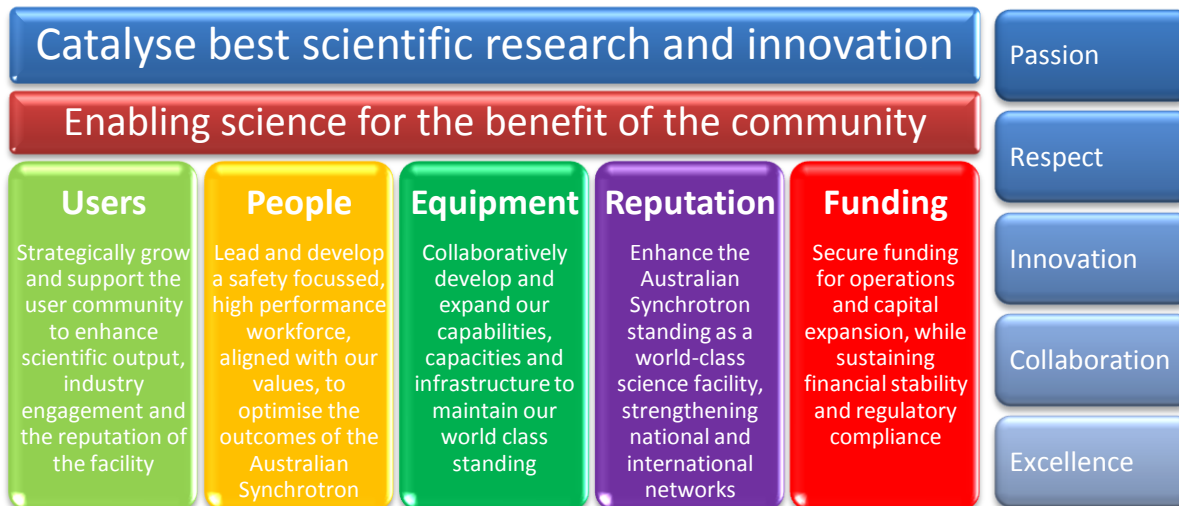 Catalyse best scientific research and innovation
Enabling science for the benefit of the community
Users
Strategically grow
and support the
user community
to enhance
scientific output,
industry
engagement and
the reputation of
the facility
People
Lead and develop
a safety focussed,
high performance
workforce,
aligned with our
values, to
optimise the
outcomes of the
Australian
Synchrotron
Equipment
Collaboratively
develop and
expand our
capabilities,
capacities and
infrastructure to
maintain our
world class
standing
Reputation
Enhance the
Australian
Synchrotron
standing as a
world-class
science facility,
strengthening
national and
international
networks
Funding
Secure funding
for operations
and capital
expansion, while
sustaining
financial stability
and regulatory
compliance
Passion
Respect
Innovation
Collaboration
Excellence